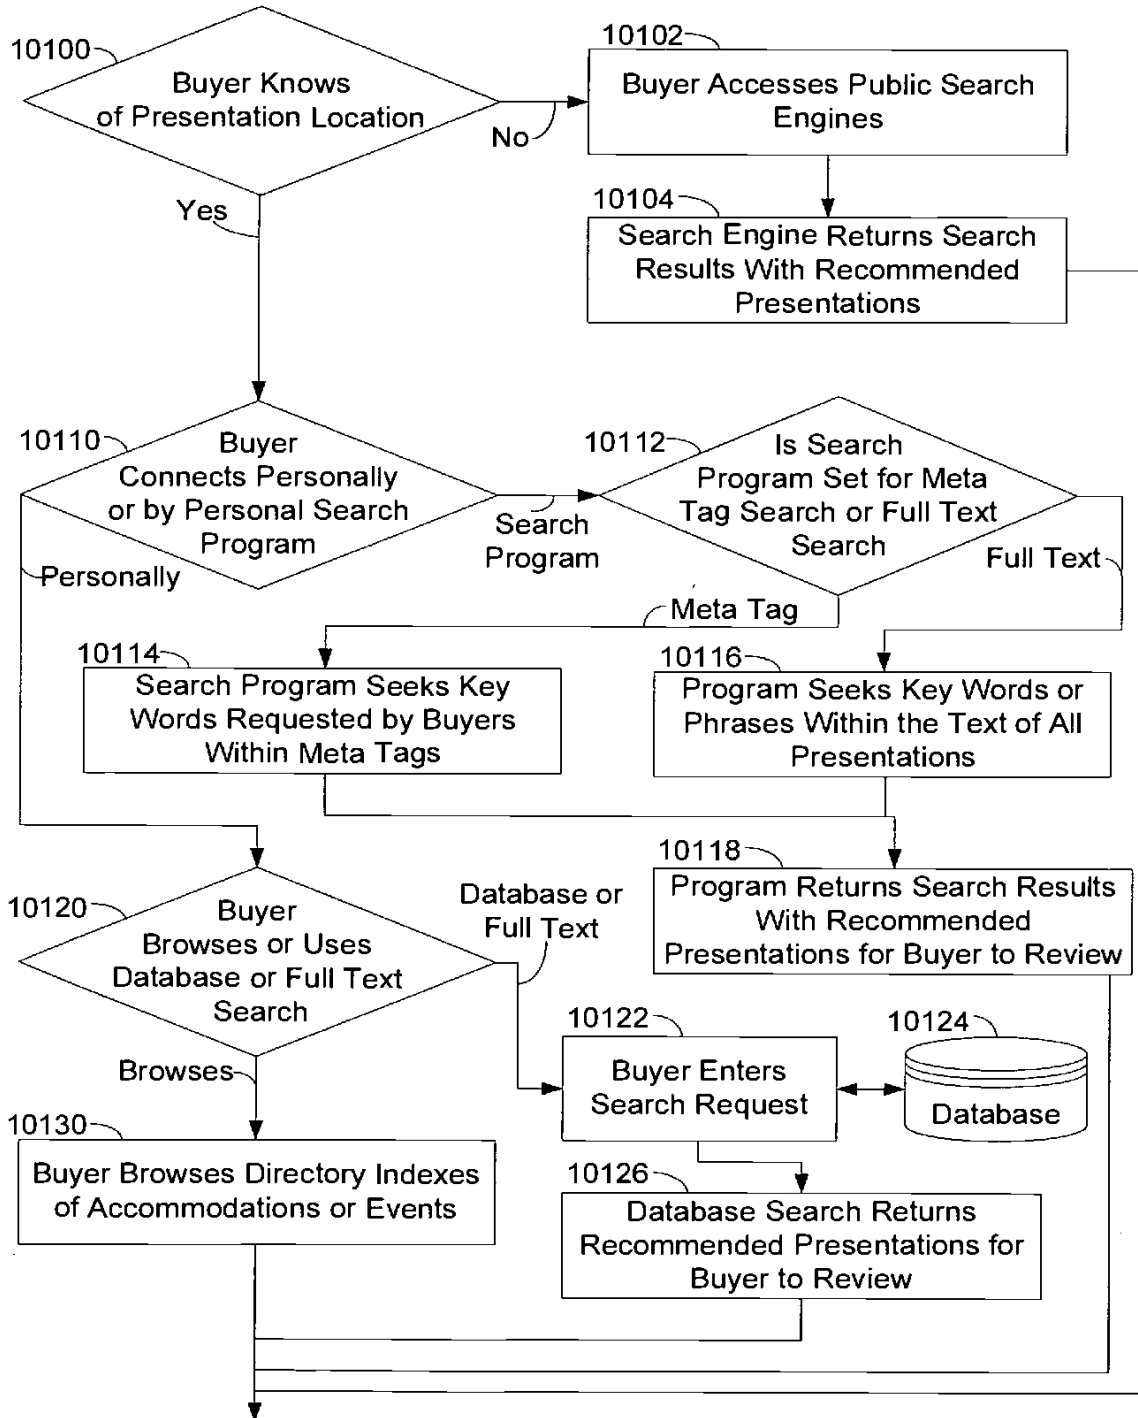 10100
Buyer Knows
of Presentation Location
No
Yes
10102
Buyer Accesses Public Search
Engines
10104
Search Engine Returns Search
Results With Recommended
Presentations
10110
Buyer
Connects Personally
or by Personal Search
Program
Search
Program
Personally
10112
Is Search
Program Set for Meta
Tag Search or Full Text
Search
Full Text
Meta Tag
10114
Search Program Seeks Key
Words Requested by Buyers
Within Meta Tags
10116
Program Seeks Key Words or
Phrases Within the Text of All
Presentations
10118
Program Returns Search Results
With Recommended
Presentations for Buyer to Review
10120
Buyer
Browses or Uses
Database or Full Text
Search
Database or
Full Text
Browses
10122
Buyer Enters
Search Request
10124
Database
10130
Buyer Browses Directory Indexes
of Accommodations or Events
10126
Database Search Returns
Recommended Presentations for
Buyer to Review